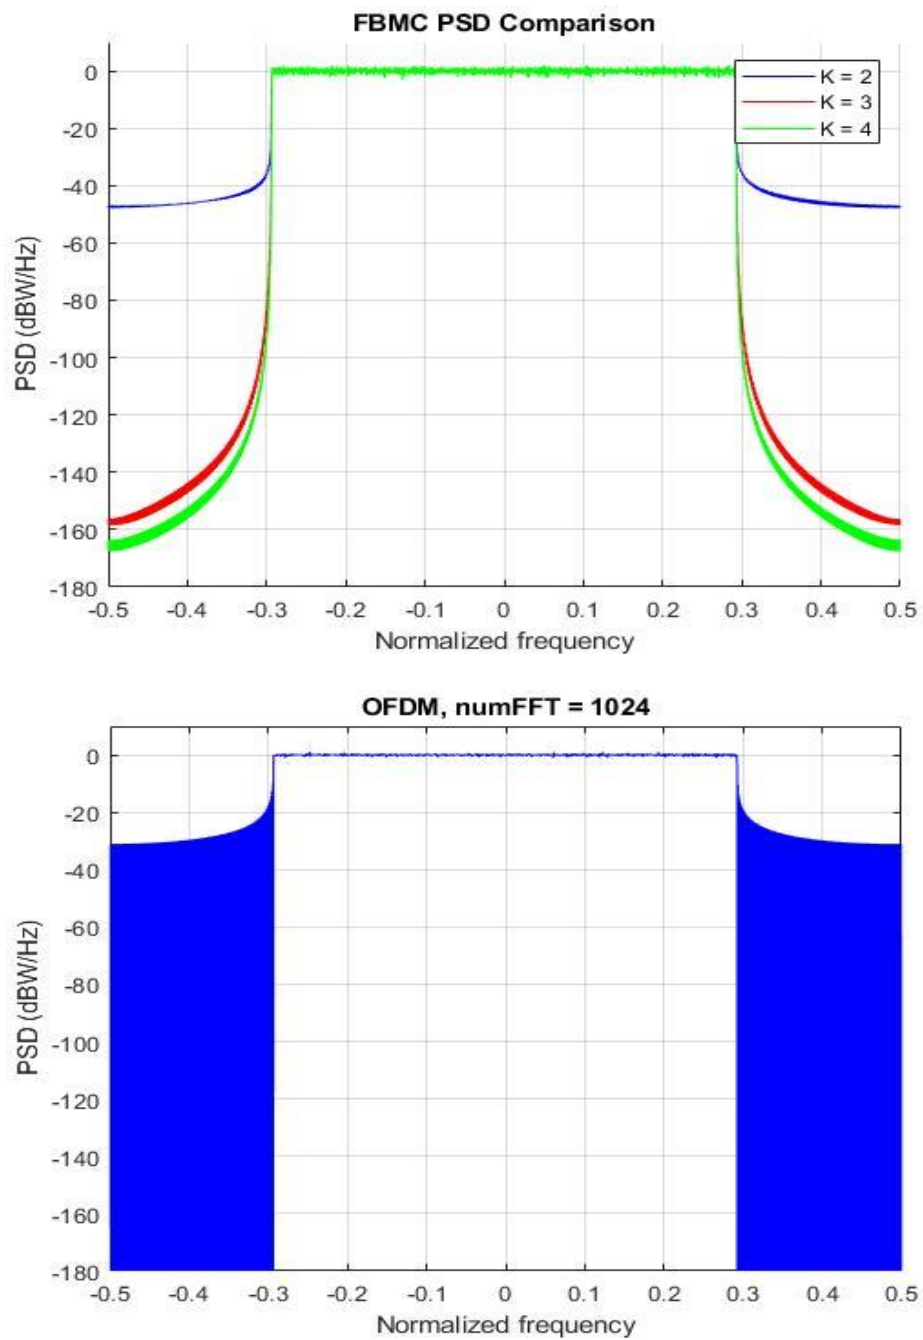 FBMC PSD Comparison
0
-20
-40
-60
-80
-100
-120
-140
-160
-180
PSD (dBW/Hz)
K = 2
K = 3
K = 4
-0.5 -0.4 -0.3 -0.2 -0.1 0 0.1 0.2 0.3 0.4 0.5
Normalized frequency
OFDM, numFFT = 1024
0
-20
-40
-60
-80
-100
-120
-140
-160
-180
PSD (dBW/Hz)
-0.5 -0.4 -0.3 -0.2 -0.1 0 0.1 0.2 0.3 0.4 0.5
Normalized frequency